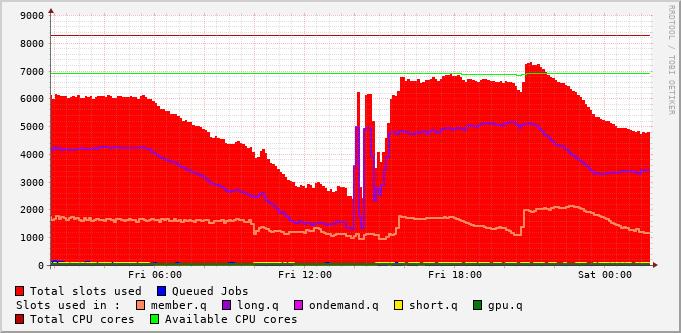 9000
8000
7000
6000
5000
4000
3000
2000
1000
0
Fri 06:00 Fri 12:00 Fri 18:00 Sat 00:00
RRDTOOL / TOBI OETIKER
Total slots used Queued Jobs
Slots used in : member.q long.q ondemand.q short.q gpu.q
Total CPU cores Available CPU cores